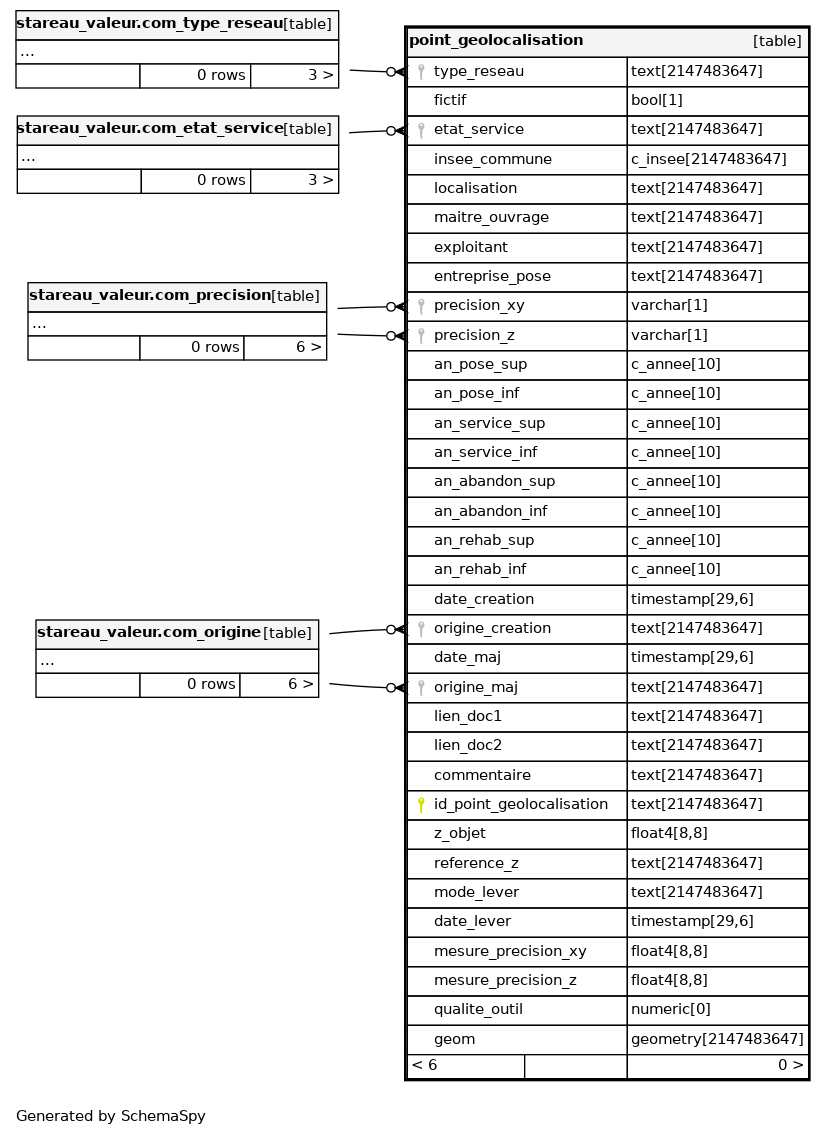 stareau_valeur.com_type_reseau [table]
...
0 rows 3 >
stareau_valeur.com_etat_service [table]
...
0 rows 3 >
stareau_valeur.com_precision [table]
...
0 rows 6 >
stareau_valeur.com_origine [table]
...
0 rows 6 >
point_geolocalisation [table]
type_reseau text[2147483647]
fictif bool[1]
etat_service text[2147483647]
insee_commune c_insee[2147483647]
localisation text[2147483647]
maitre_ouvrage text[2147483647]
exploitant text[2147483647]
entreprise_pose text[2147483647]
precision_xy varchar[1]
precision_z varchar[1]
an_pose_sup c_annee[10]
an_pose_inf c_annee[10]
an_service_sup c_annee[10]
an_service_inf c_annee[10]
an_abandon_sup c_annee[10]
an_abandon_inf c_annee[10]
an_rehab_sup c_annee[10]
an_rehab_inf c_annee[10]
date_creation timestamp[29,6]
origine_creation text[2147483647]
date_maj timestamp[29,6]
origine_maj text[2147483647]
lien_doc1 text[2147483647]
lien_doc2 text[2147483647]
commentaire text[2147483647]
id_point_geolocalisation text[2147483647]
z_objet float4[8,8]
reference_z text[2147483647]
mode_lever text[2147483647]
date_lever timestamp[29,6]
mesure_precision_xy float4[8,8]
mesure_precision_z float4[8,8]
qualite_outil numeric[0]
geom geometry[2147483647]
< 6 0 >
Generated by SchemaSpy